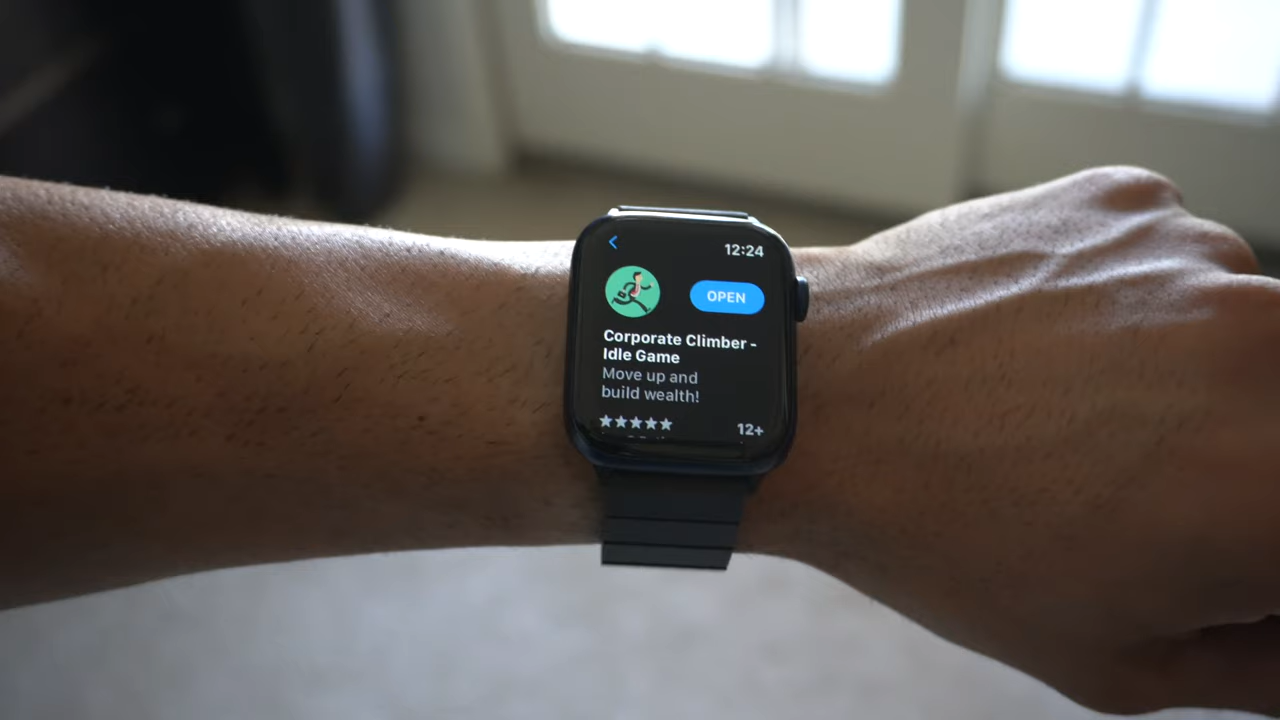 12:24
OPEN
Corporate Climber -
Idle Game
Move up and
build wealth!
12+